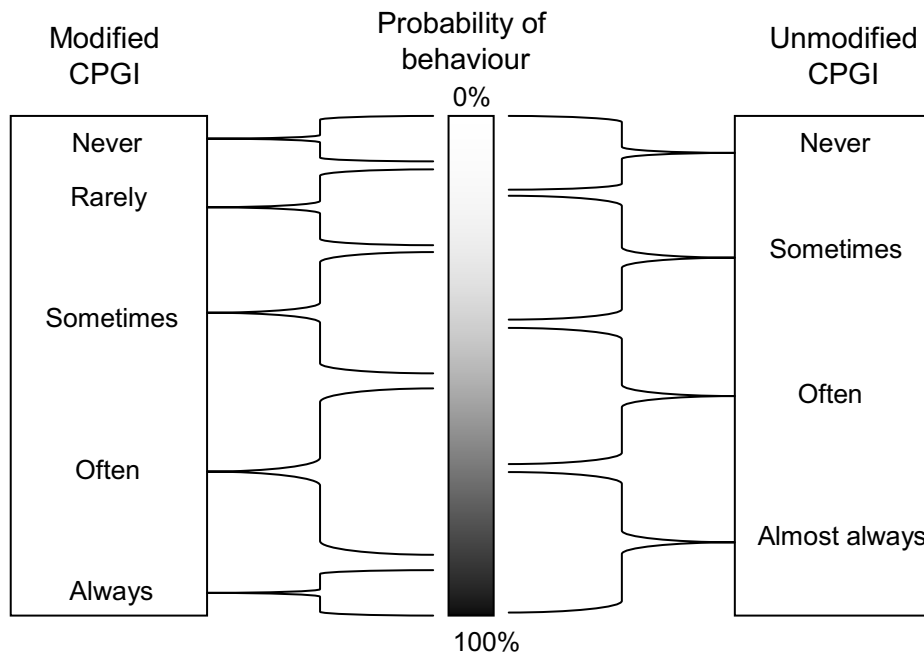 Modified
CPGI
Probability of
behaviour
Unmodified
CPGI
0%
Never
Rarely
Sometimes
Often
Always
Never
Sometimes
Often
Almost always
100%